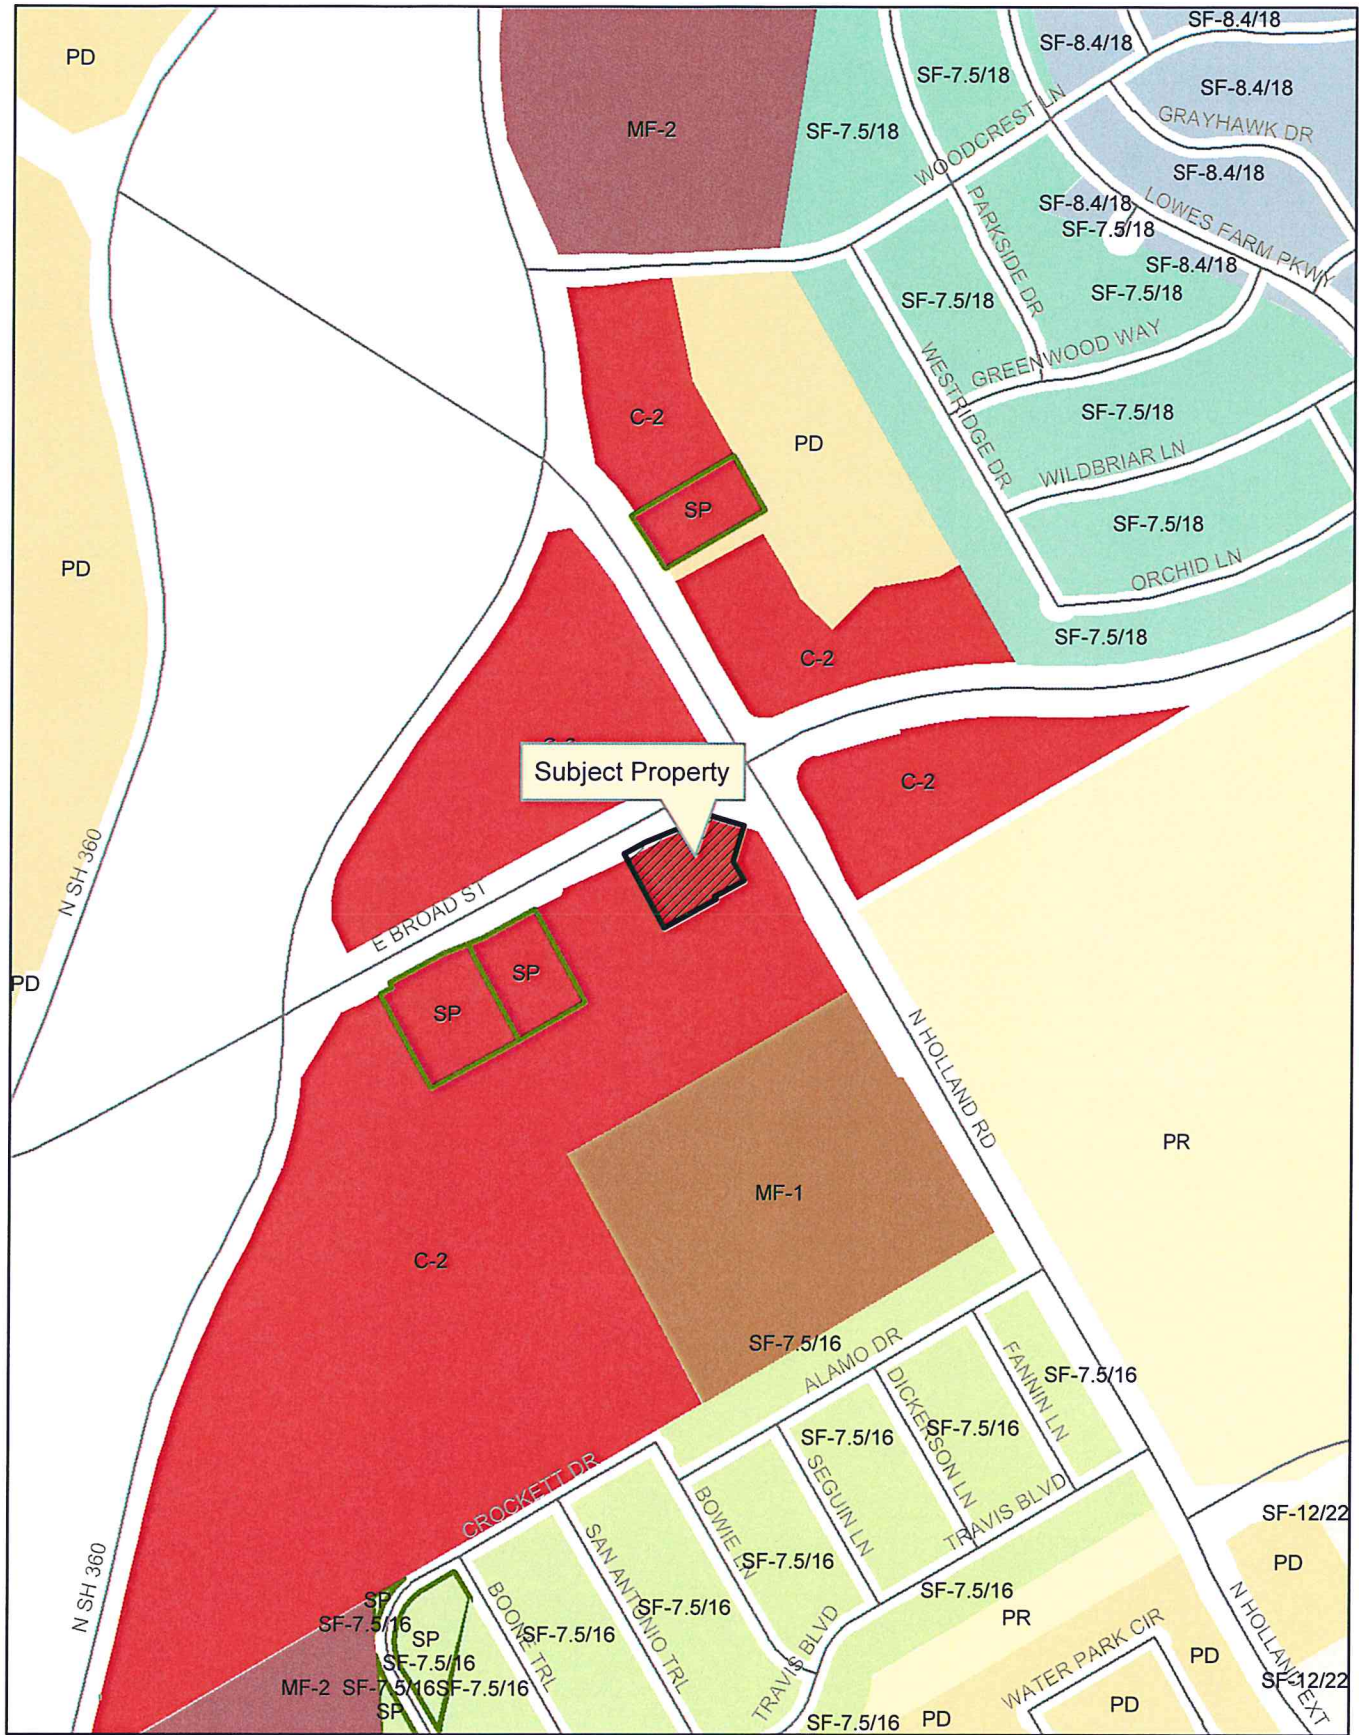 SF-8.4/18
SF-8.4/18
PD
SF-7.5/18
SF-8.4/18
MF-2
SF-7.5/18
WOODCREST LN
GRAYHAWK DR
SF-8.4/18
SF-8.4/18
SF-7.5/18
LOWES FARM PKWY
PARKSIDE DR
SF-8.4/18
SF-7.5/18
SF-7.5/18
GREENWOOD WAY
WESTRIDGE DR
C-2
SF-7.5/18
PD
WILDBRIAR LN
SP
SF-7.5/18
PD
ORCHID LN
SF-7.5/18
C-2
Subject Property
C-2
N SH 360
E BROAD ST
SP
SP
PD
N HOLLAND RD
PR
MF-1
C-2
SF-7.5/16
ALAMO DR
FANNIN LN
SF-7.5/16
DICKERSON LN
SF-7.5/16
SF-7.5/16
SEGUIN LN
CROCKETT DR
BOWIE LN
TRAVIS BLVD
SF-12/22
SAN ANTONIO TRL
SF-7.5/16
PD
N SH 360
SF-7.5/16
BOONE TRL
SP
SF-7.5/16
SF-7.5/16
PR
N HOLLAND EXT
SF-7.5/16
SP
SF-7.5/16
TRAVIS BLVD
WATER PARK CIR
PD
SF-12/22
MF-2
SF-7.5/16
SF-7.5/16
SP
PD
PD
SF-7.5/16